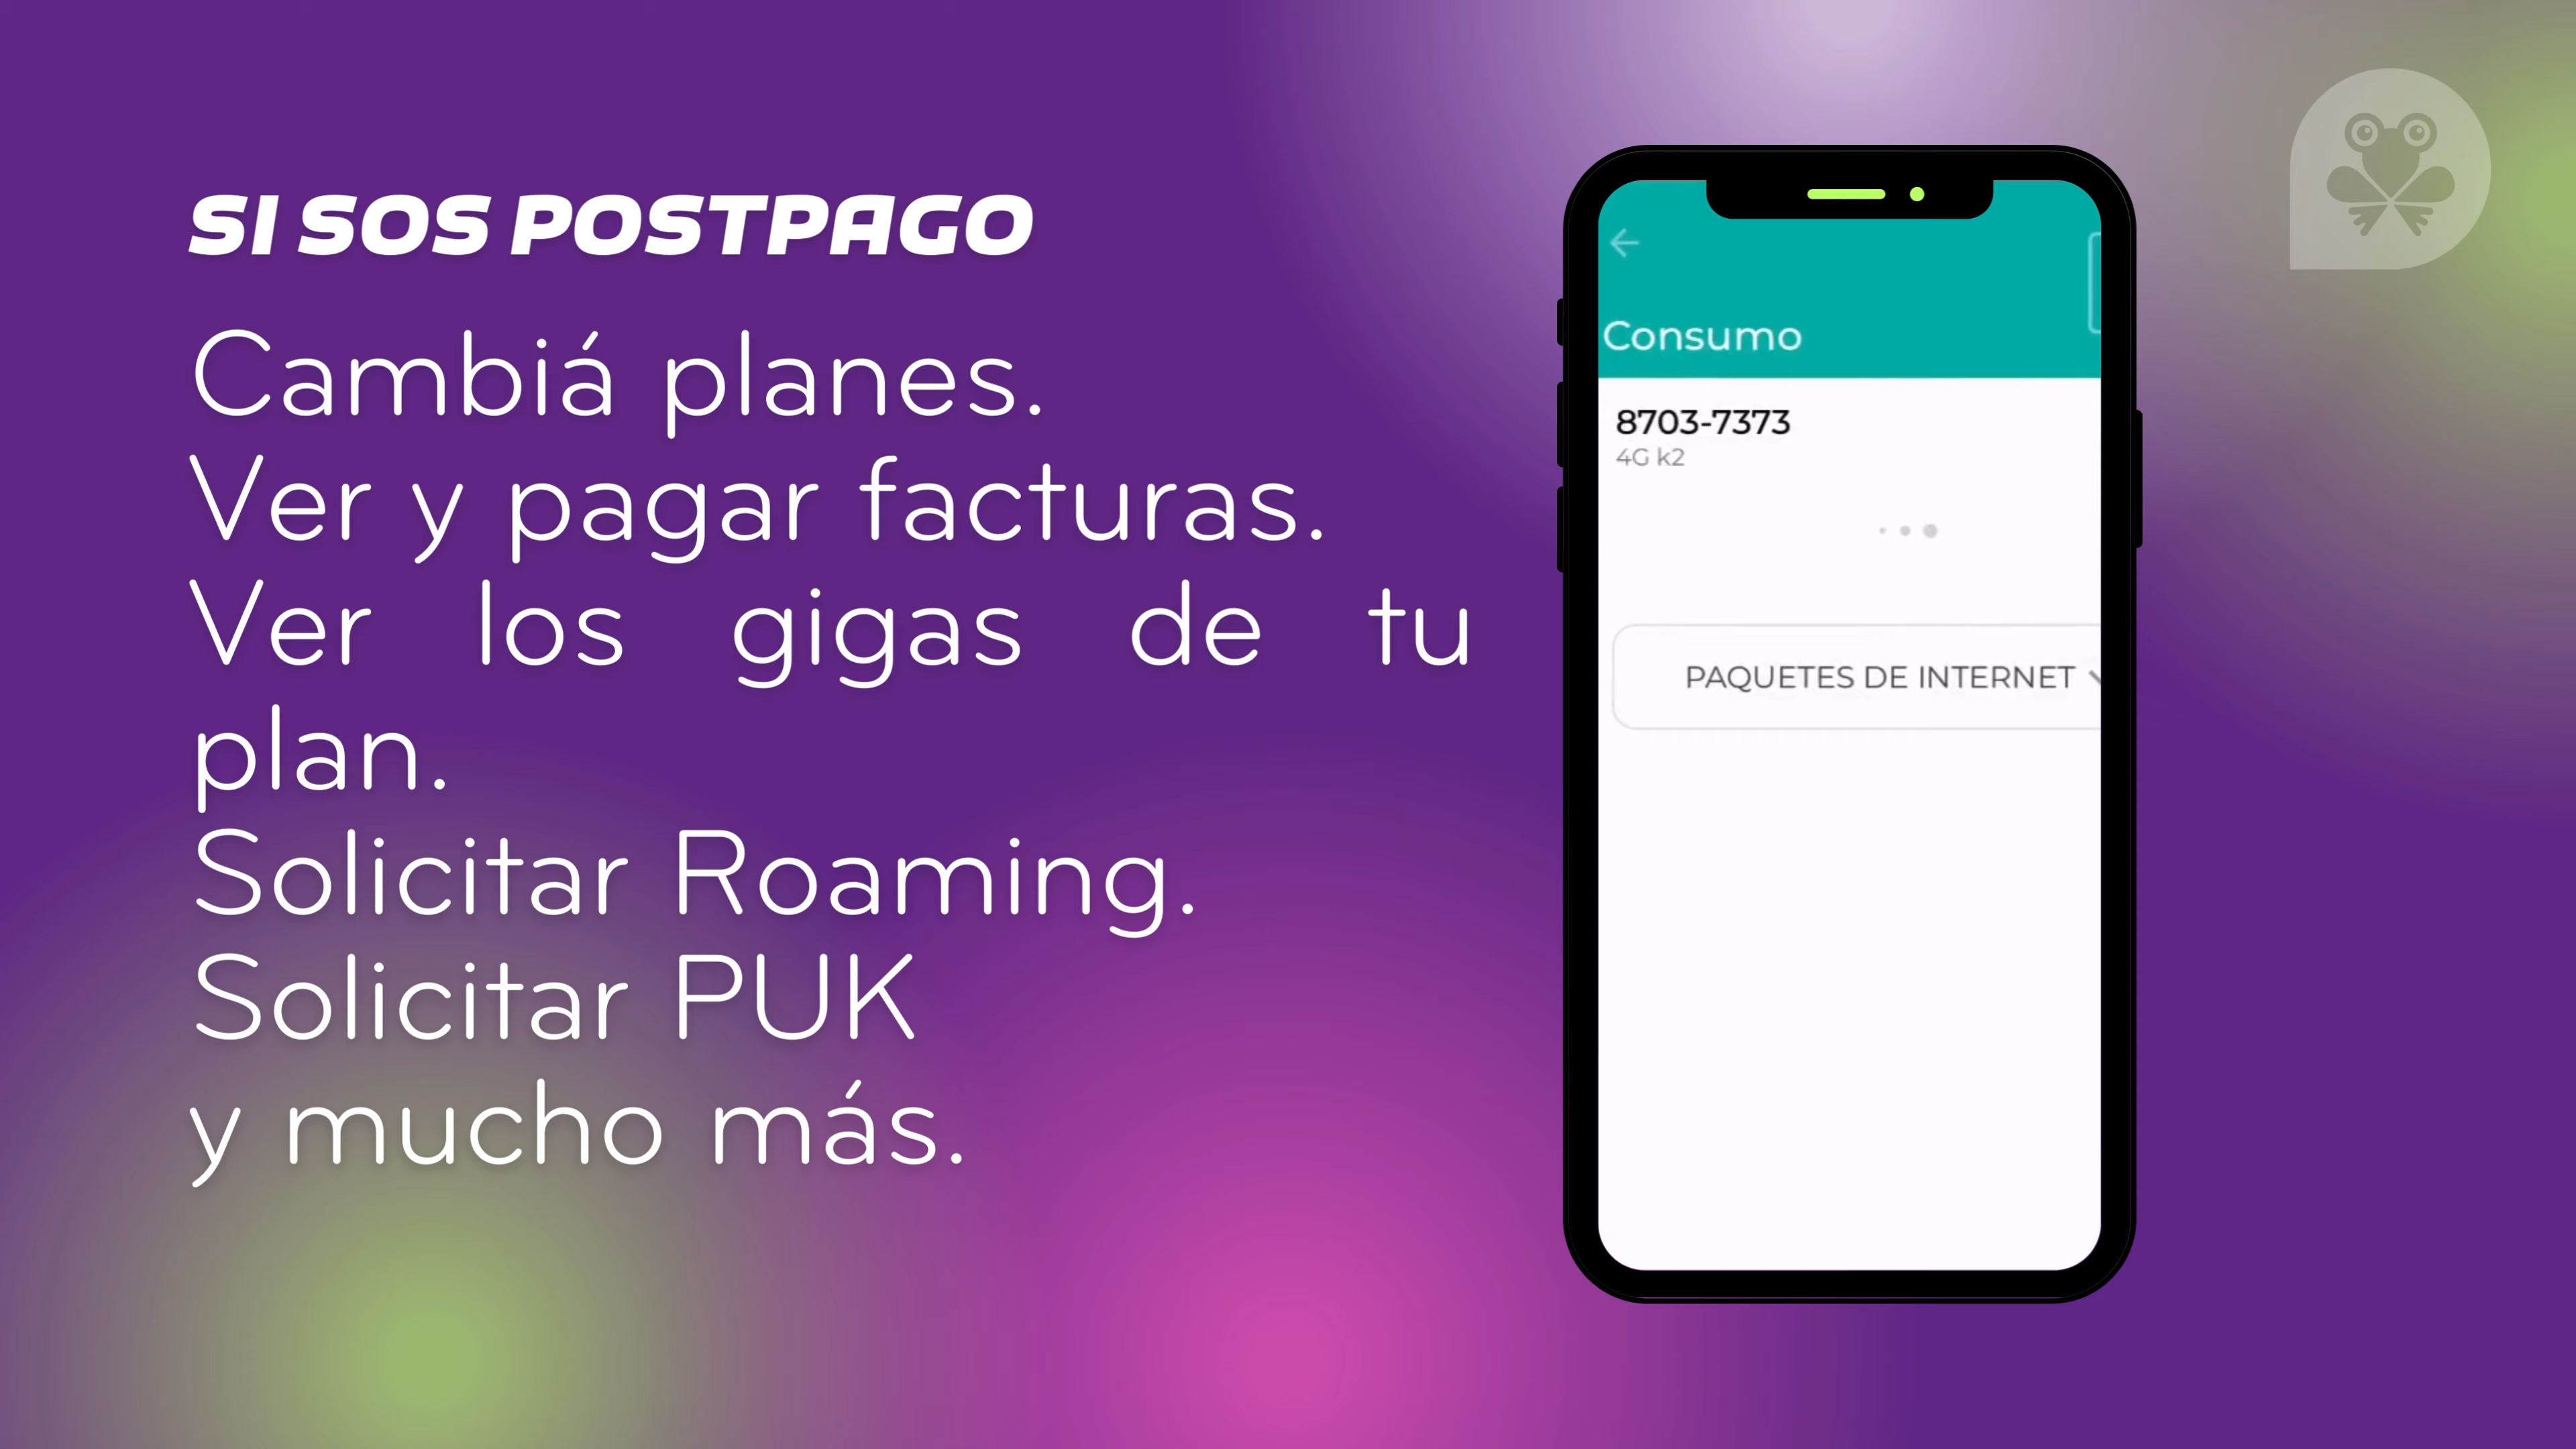 SI SOS POSTPAGO
Cambiá planes.
Ver y pagar facturas.
Ver los gigas de tu
plan.
Solicitar Roaming.
Solicitar PUK
y mucho más.
Consumo
8703-7373
4G k2
PAQUETES DE INTERNET